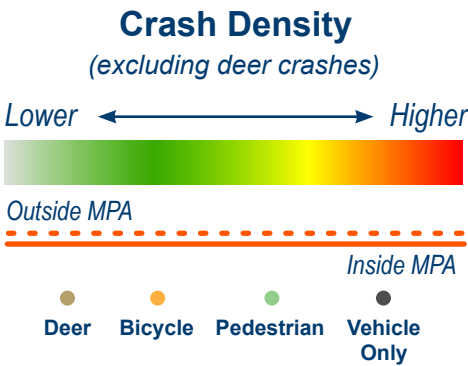 Crash Density
(excluding deer crashes)
Lower Higher
Outside MPA
Inside MPA
Deer Bicycle Pedestrian Vehicle
Only